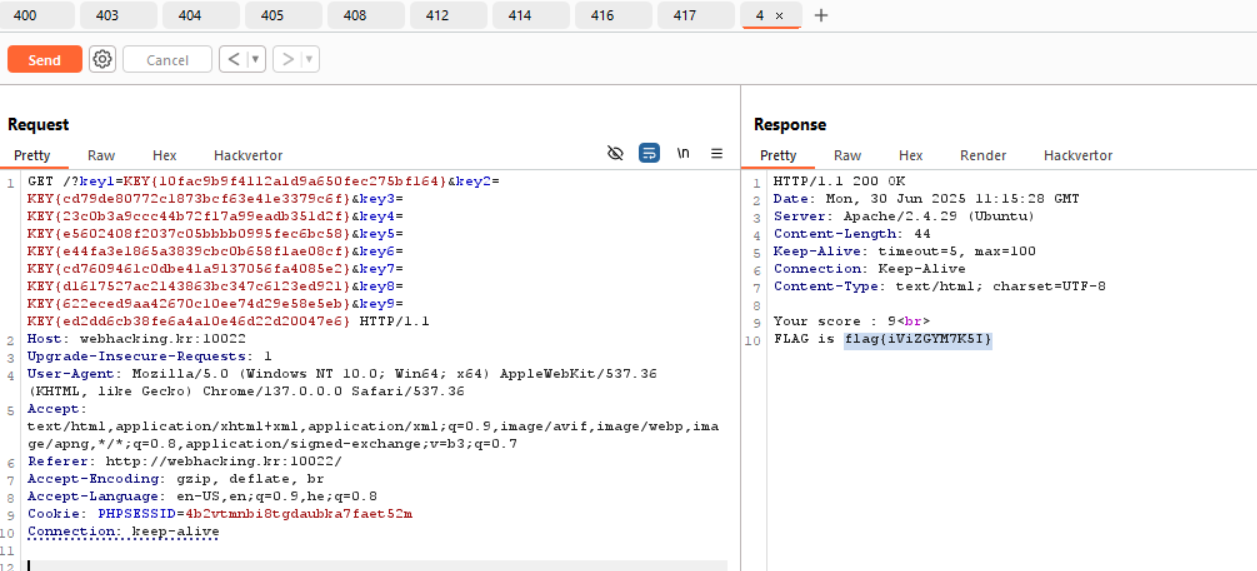 400 403 404 405 408 412 414 416 417 4 × +
Send Cancel < >
Request
Pretty Raw Hex Hackvertor \n
1 GET /?key1=KEY{10fac9b9f4112a1d9a650fec275bf164}&key2=
KEY{cd79de80772c1873bcf63e41e3379c6f}&key3=
KEY{23c0b3a9ccc44b72f17a99eadb351d2f}&key4=
KEY{e5602408f2037c05bbbb0995fec6bc58}&key5=
KEY{e44fa3e1865a3839cbc0b658f1ae08cf}&key6=
KEY{cd7609461c0dbe41a9137056fa4085e2}&key7=
KEY{d1617527ac2143863bc347c6123ed921}&key8=
KEY{622eced9aa42670c10ee74d29e58e5eb}&key9=
KEY{ed2dd6cb38fe6a4a10e46d22d20047e6} HTTP/1.1
2 Host: webhacking.kr:10022
3 Upgrade-Insecure-Requests: 1
4 User-Agent: Mozilla/5.0 (Windows NT 10.0; Win64; x64) AppleWebKit/537.36
(KHTML, like Gecko) Chrome/137.0.0.0 Safari/537.36
5 Accept:
text/html,application/xhtml+xml,application/xml;q=0.9,image/avif,image/webp,ima
ge/apng,*/*;q=0.8,application/signed-exchange;v=b3;q=0.7
6 Referer: http://webhacking.kr:10022/
7 Accept-Encoding: gzip, deflate, br
8 Accept-Language: en-US,en;q=0.9,he;q=0.8
9 Cookie: PHPSESSID=4b2vtmnbi8tgdaubka7faet52m
10 Connection: keep-alive
11
12
Response
Pretty Raw Hex Render Hackvertor
1 HTTP/1.1 200 OK
2 Date: Mon, 30 Jun 2025 11:15:28 GMT
3 Server: Apache/2.4.29 (Ubuntu)
4 Content-Length: 44
5 Keep-Alive: timeout=5, max=100
6 Connection: Keep-Alive
7 Content-Type: text/html; charset=UTF-8
8
9 Your score : 9<br>
10 FLAG is flag{iViZGYM7K5I}